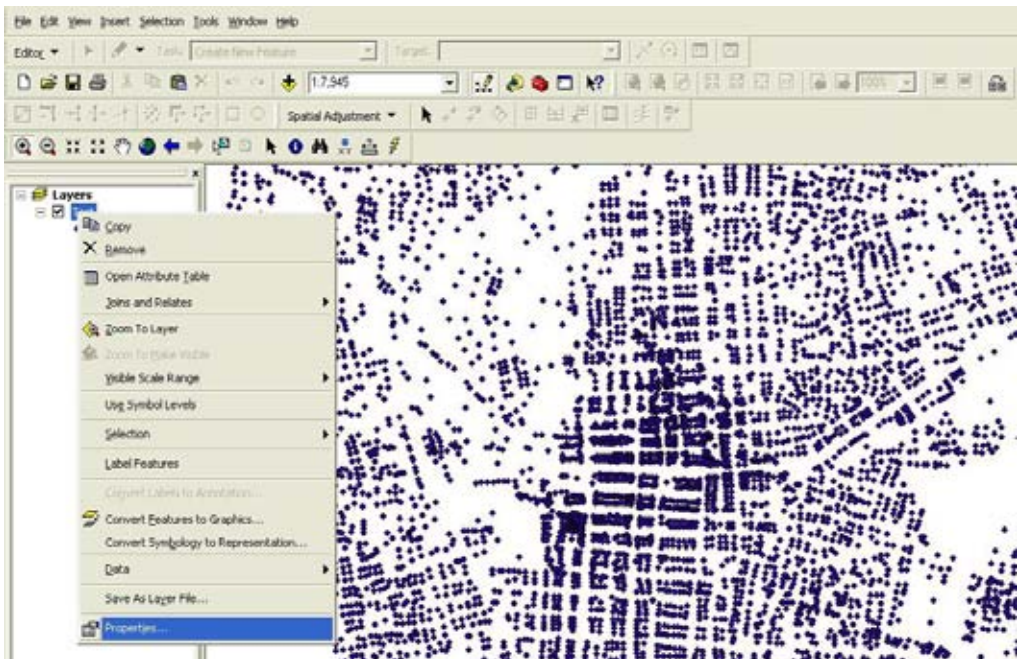 File Edit View Insert Selection Tools Window Help
Editor Task: Create New Feature Target:
1:7,945 100%
Spatial Adjustment
Layers
Copy
Remove
Open Attribute Table
Joins and Relates
Zoom To Layer
Zoom To Make Visible
Visible Scale Range
Use Symbol Levels
Selection
Label Features
Convert Labels to Annotation...
Convert Features to Graphics...
Convert Symbology to Representation...
Data
Save As Layer File...
Properties...